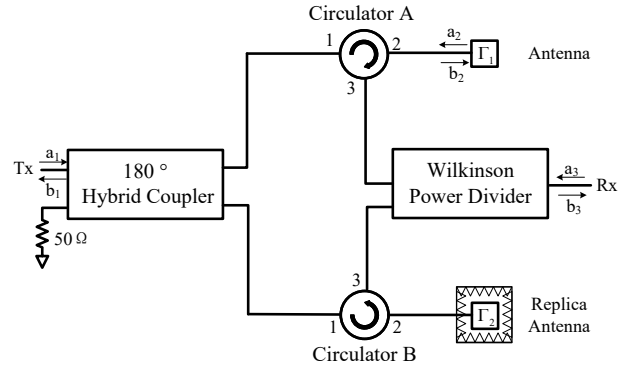 Circulator A
1
2
3
a2
b2
Γ1
Antenna
Tx
a1
b1
180 °
Hybrid Coupler
50 Ω
Wilkinson
Power Divider
a3
b3
Rx
3
1
2
Γ2
Replica
Antenna
Circulator B